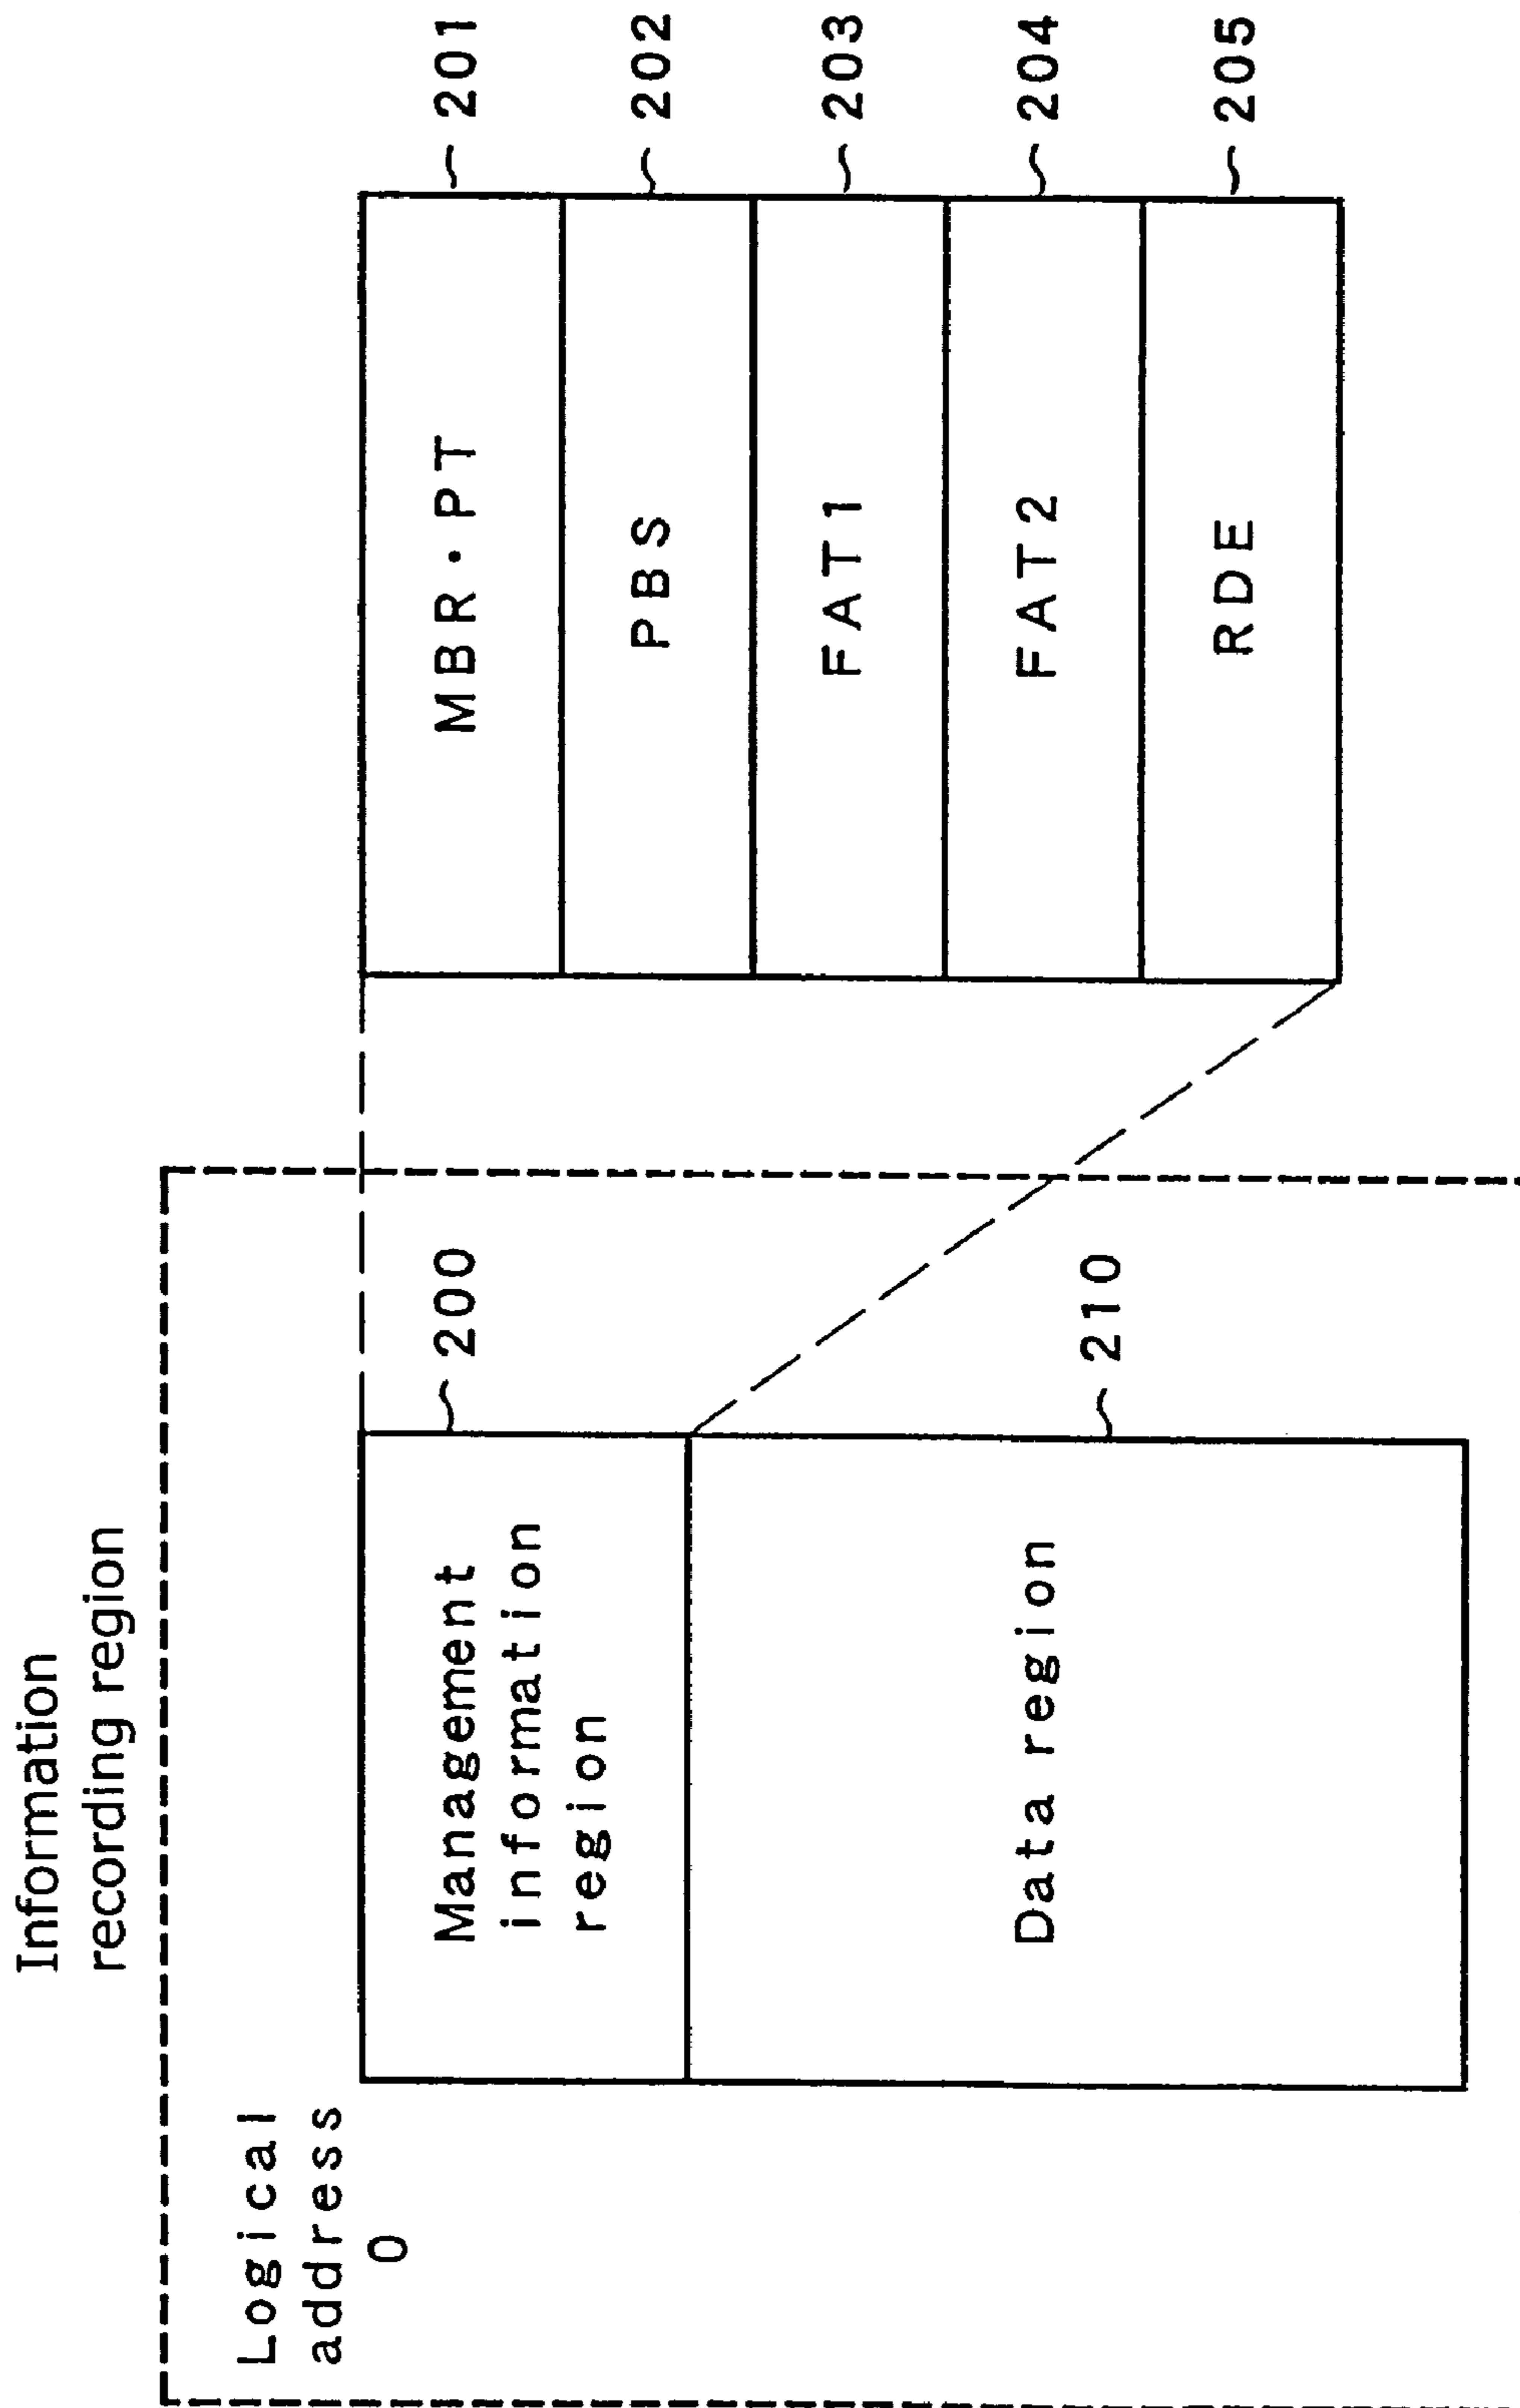 Information
recording region
Logical
address
0
Management
information
region
200
Data region
210
MBR・PT
201
PBS
202
FAT1
203
FAT2
204
RDE
205